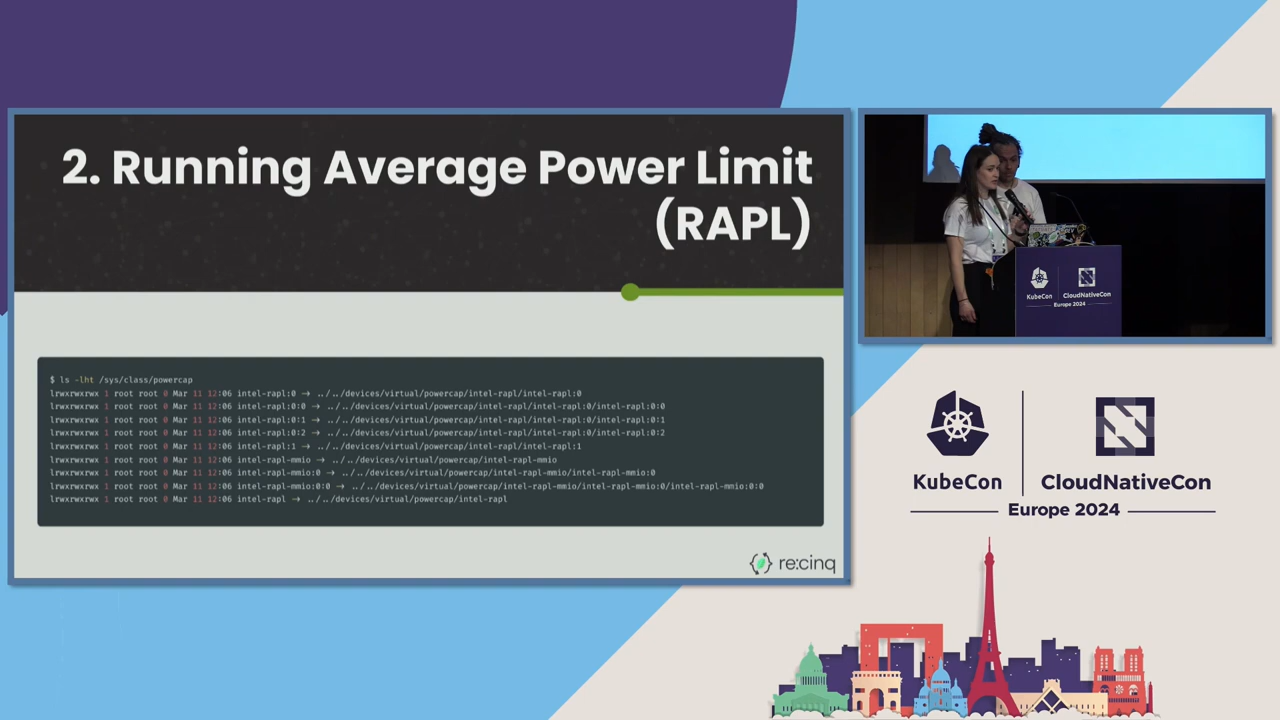 2. Running Average Power Limit
(RAPL)
$ ls -lht /sys/class/powercap
lrwxrwxrwx 1 root root 0 Mar 11 12:06 intel-rapl:0 → ../../devices/virtual/powercap/intel-rapl/intel-rapl:0
lrwxrwxrwx 1 root root 0 Mar 11 12:06 intel-rapl:0:0 → ../../devices/virtual/powercap/intel-rapl/intel-rapl:0/intel-rapl:0:0
lrwxrwxrwx 1 root root 0 Mar 11 12:06 intel-rapl:0:1 → ../../devices/virtual/powercap/intel-rapl/intel-rapl:0/intel-rapl:0:1
lrwxrwxrwx 1 root root 0 Mar 11 12:06 intel-rapl:0:2 → ../../devices/virtual/powercap/intel-rapl/intel-rapl:0/intel-rapl:0:2
lrwxrwxrwx 1 root root 0 Mar 11 12:06 intel-rapl:1 → ../../devices/virtual/powercap/intel-rapl/intel-rapl:1
lrwxrwxrwx 1 root root 0 Mar 11 12:06 intel-rapl-mmio → ../../devices/virtual/powercap/intel-rapl-mmio
lrwxrwxrwx 1 root root 0 Mar 11 12:06 intel-rapl-mmio:0 → ../../devices/virtual/powercap/intel-rapl-mmio/intel-rapl-mmio:0
lrwxrwxrwx 1 root root 0 Mar 11 12:06 intel-rapl-mmio:0:0 → ../../devices/virtual/powercap/intel-rapl-mmio/intel-rapl-mmio:0/intel-rapl-mmio:0:0
lrwxrwxrwx 1 root root 0 Mar 11 12:06 intel-rapl → ../../devices/virtual/powercap/intel-rapl
re:cinq
KubeCon CloudNativeCon
Europe 2024
KubeCon CloudNativeCon
Europe 2024